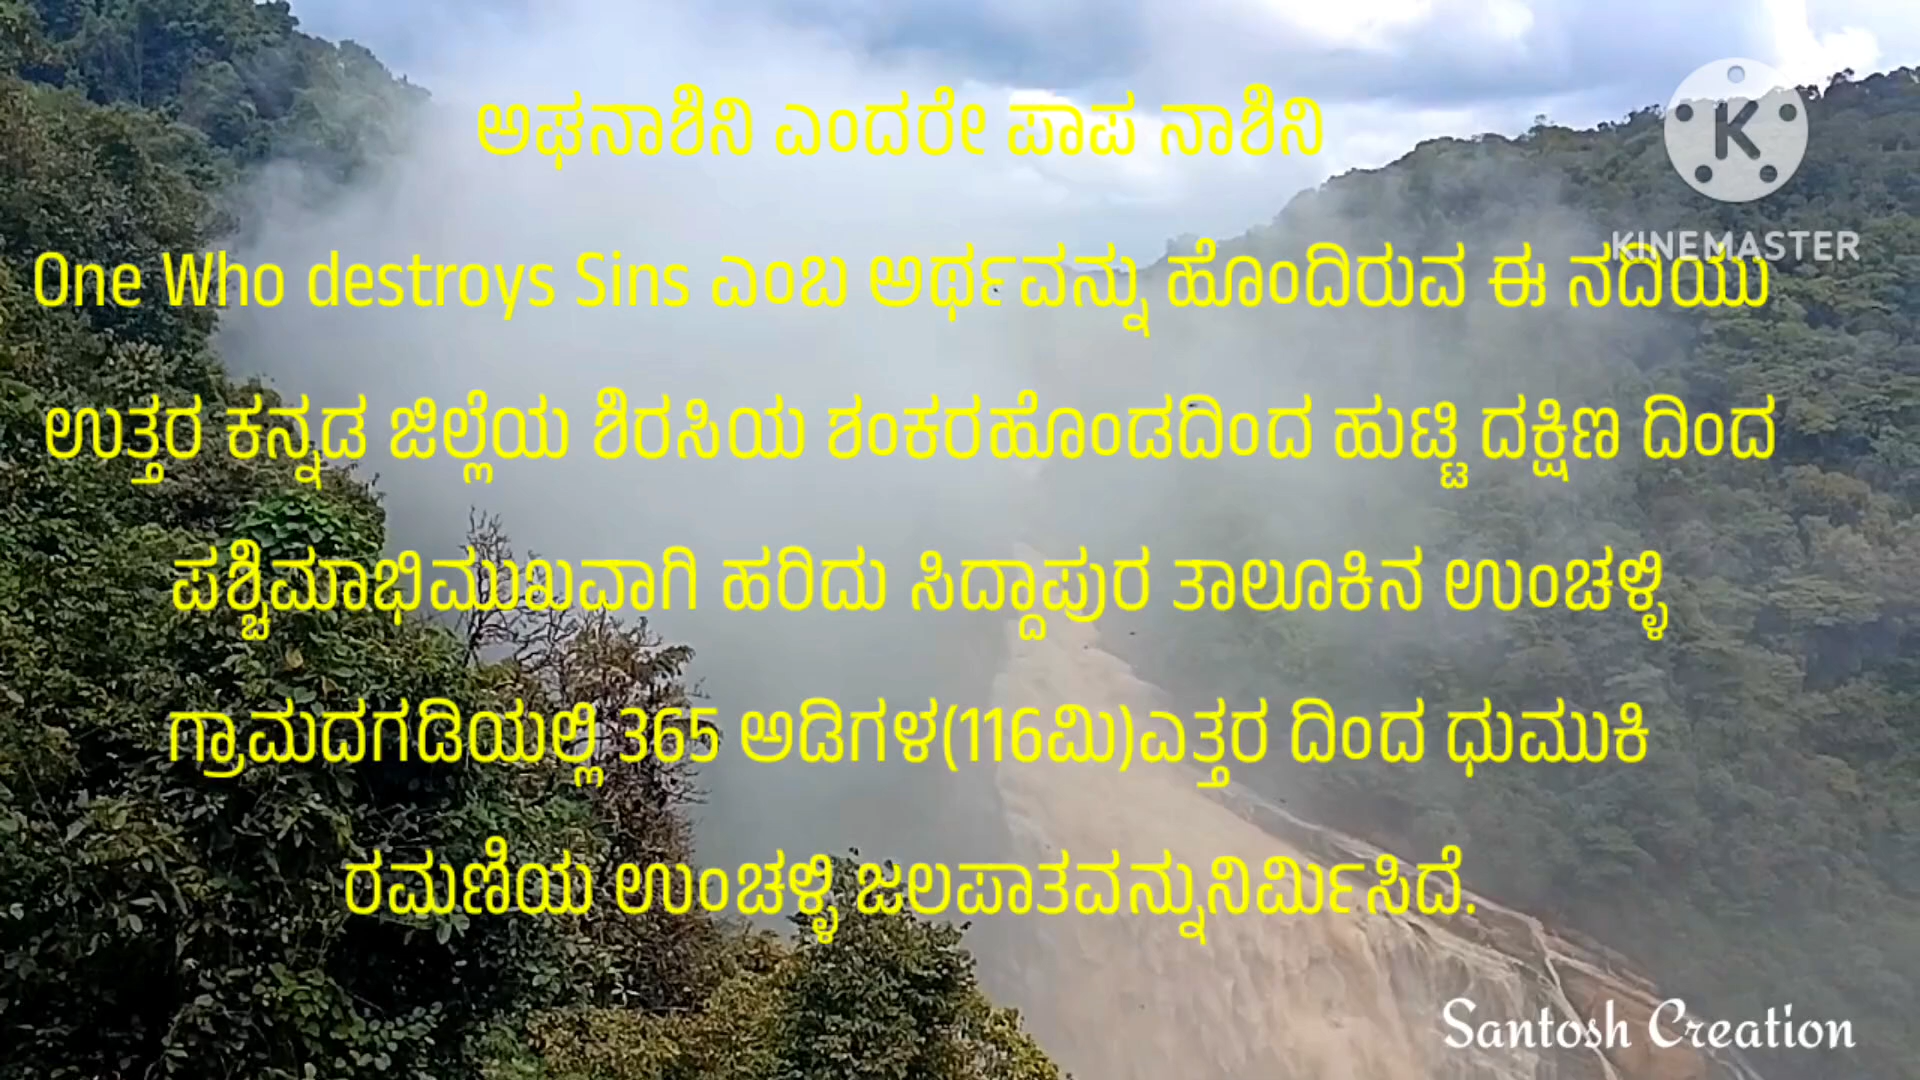 ಅಘನಾಶಿನಿ ಎಂದರೇ ಪಾಪ ನಾಶಿನಿ
K
KINEMASTER
One Who destroys Sins ಎಂಬ ಅರ್ಥವನ್ನು ಹೊಂದಿರುವ ಈ ನದಿಯು
ಉತ್ತರ ಕನ್ನಡ ಜಿಲ್ಲೆಯ ಶಿರಸಿಯ ಶಂಕರಹೊಂಡದಿಂದ ಹುಟ್ಟಿ ದಕ್ಷಿಣ ದಿಂದ
ಪಶ್ಚಿಮಾಭಿಮುಖವಾಗಿ ಹರಿದು ಸಿದ್ದಾಪುರ ತಾಲೂಕಿನ ಉಂಚಳ್ಳಿ
ಗ್ರಾಮದಗಡಿಯಲ್ಲಿ 365 ಅಡಿಗಳ(116ಮಿ)ಎತ್ತರ ದಿಂದ ಧುಮುಕಿ
ರಮಣಿಯ ಉಂಚಳ್ಳಿ ಜಲಪಾತವನ್ನುನಿರ್ಮಿಸಿದೆ.
Santosh Creation